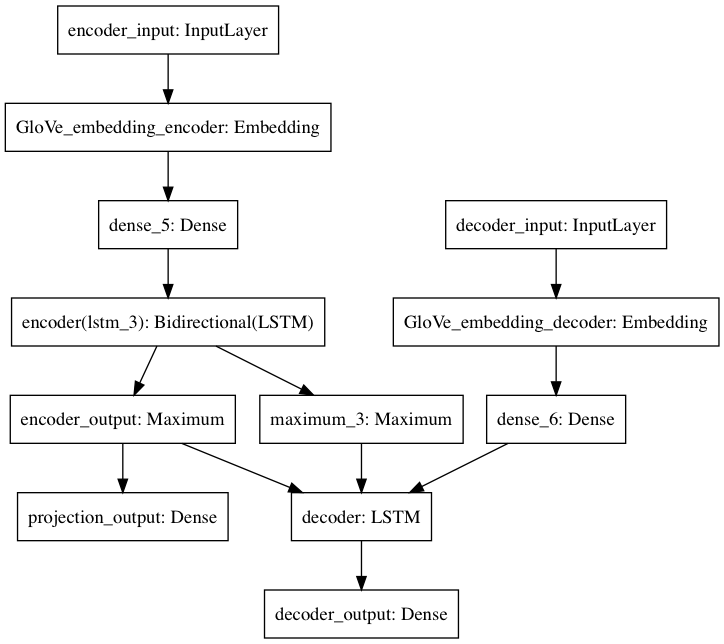 encoder_input: InputLayer
GloVe_embedding_encoder: Embedding
dense_5: Dense
decoder_input: InputLayer
encoder(lstm_3): Bidirectional(LSTM)
GloVe_embedding_decoder: Embedding
encoder_output: Maximum
maximum_3: Maximum
dense_6: Dense
projection_output: Dense
decoder: LSTM
decoder_output: Dense